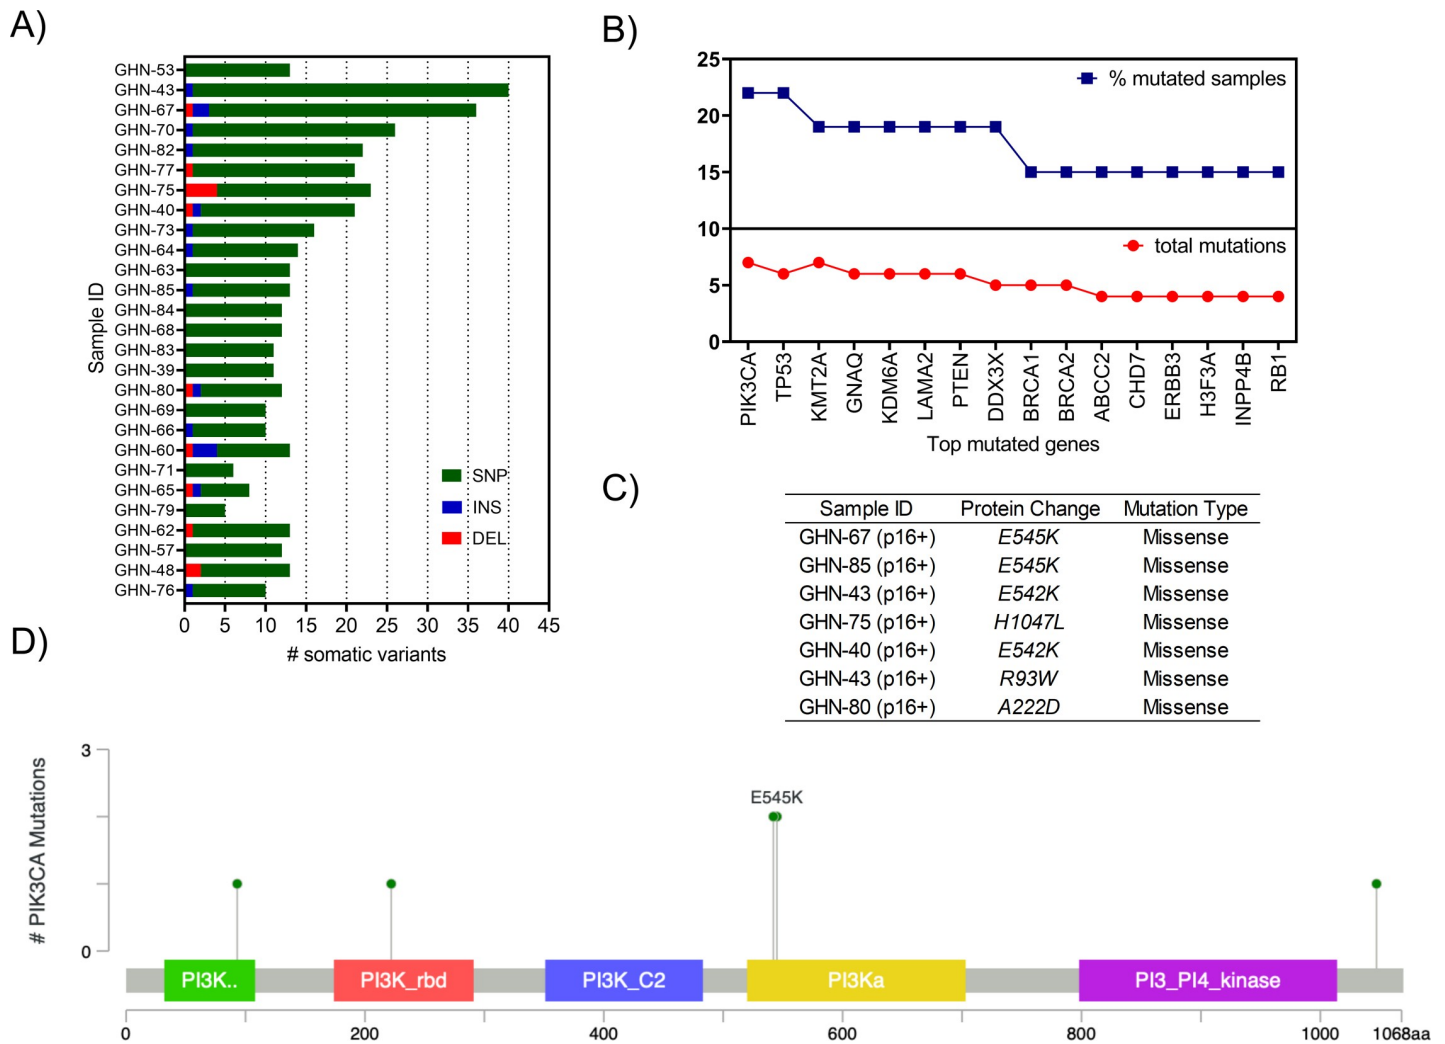 A)
GHN-53
GHN-43
GHN-67
GHN-70
GHN-82
GHN-77
GHN-75
GHN-40
GHN-73
GHN-64
GHN-63
GHN-85
GHN-84
GHN-68
GHN-83
GHN-39
GHN-80
GHN-69
GHN-66
GHN-60
GHN-71
GHN-65
GHN-79
GHN-62
GHN-57
GHN-48
GHN-76
Sample ID
SNP
INS
DEL
0 5 10 15 20 25 30 35 40 45
# somatic variants
B)
25
20
15
10
5
0
% mutated samples
total mutations
PIK3CA
TP53
KMT2A
GNAQ
KDM6A
LAMA2
PTEN
DDX3X
BRCA1
BRCA2
ABCC2
CHD7
ERBB3
H3F3A
INPP4B
RB1
Top mutated genes
C)
Sample ID Protein Change Mutation Type
GHN-67 (p16+) E545K Missense
GHN-85 (p16+) E545K Missense
GHN-43 (p16+) E542K Missense
GHN-75 (p16+) H1047L Missense
GHN-40 (p16+) E542K Missense
GHN-43 (p16+) R93W Missense
GHN-80 (p16+) A222D Missense
D)
# PIK3CA Mutations
3
0
E545K
PI3K.. PI3K_rbd PI3K_C2 PI3Ka PI3_PI4_kinase
0 200 400 600 800 1000 1068aa